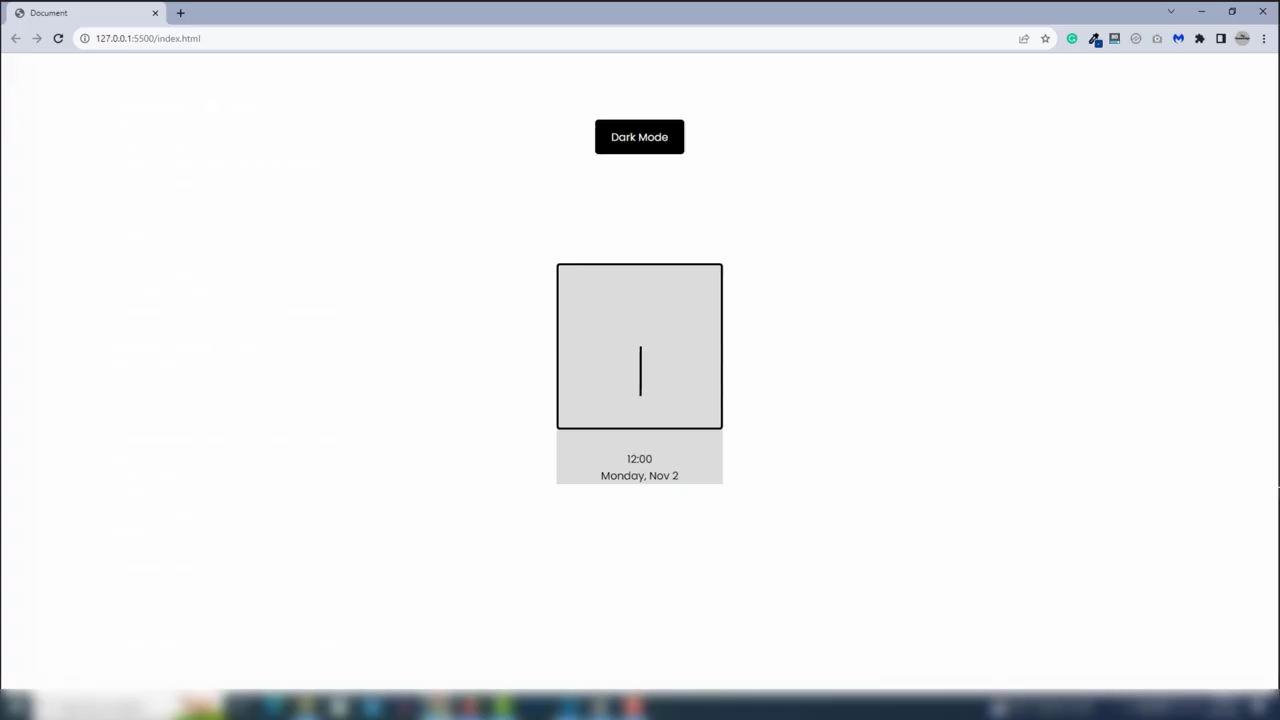 Document
127.0.0.1:5500/index.html
Dark Mode
12:00
Monday, Nov 2